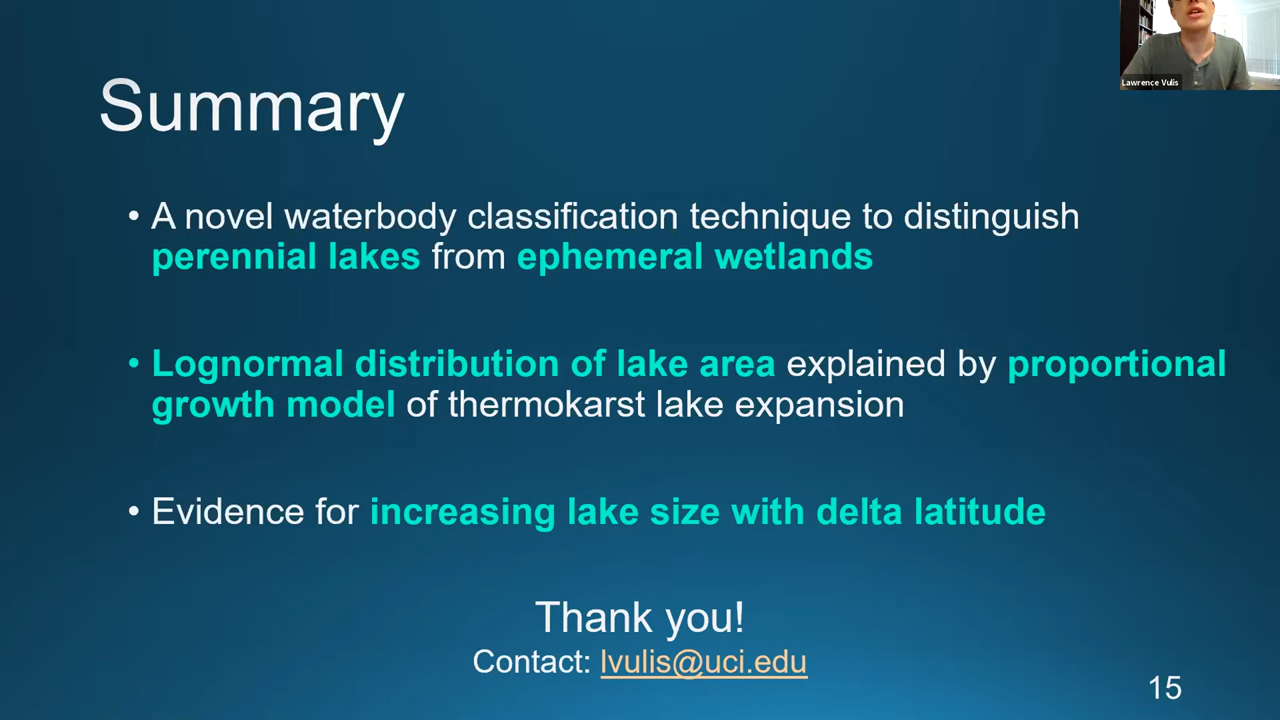 Lawrence Vulis
Summary
• A novel waterbody classification technique to distinguish
perennial lakes from ephemeral wetlands
• Lognormal distribution of lake area explained by proportional
growth model of thermokarst lake expansion
• Evidence for increasing lake size with delta latitude
Thank you!
Contact: lvulis@uci.edu
15